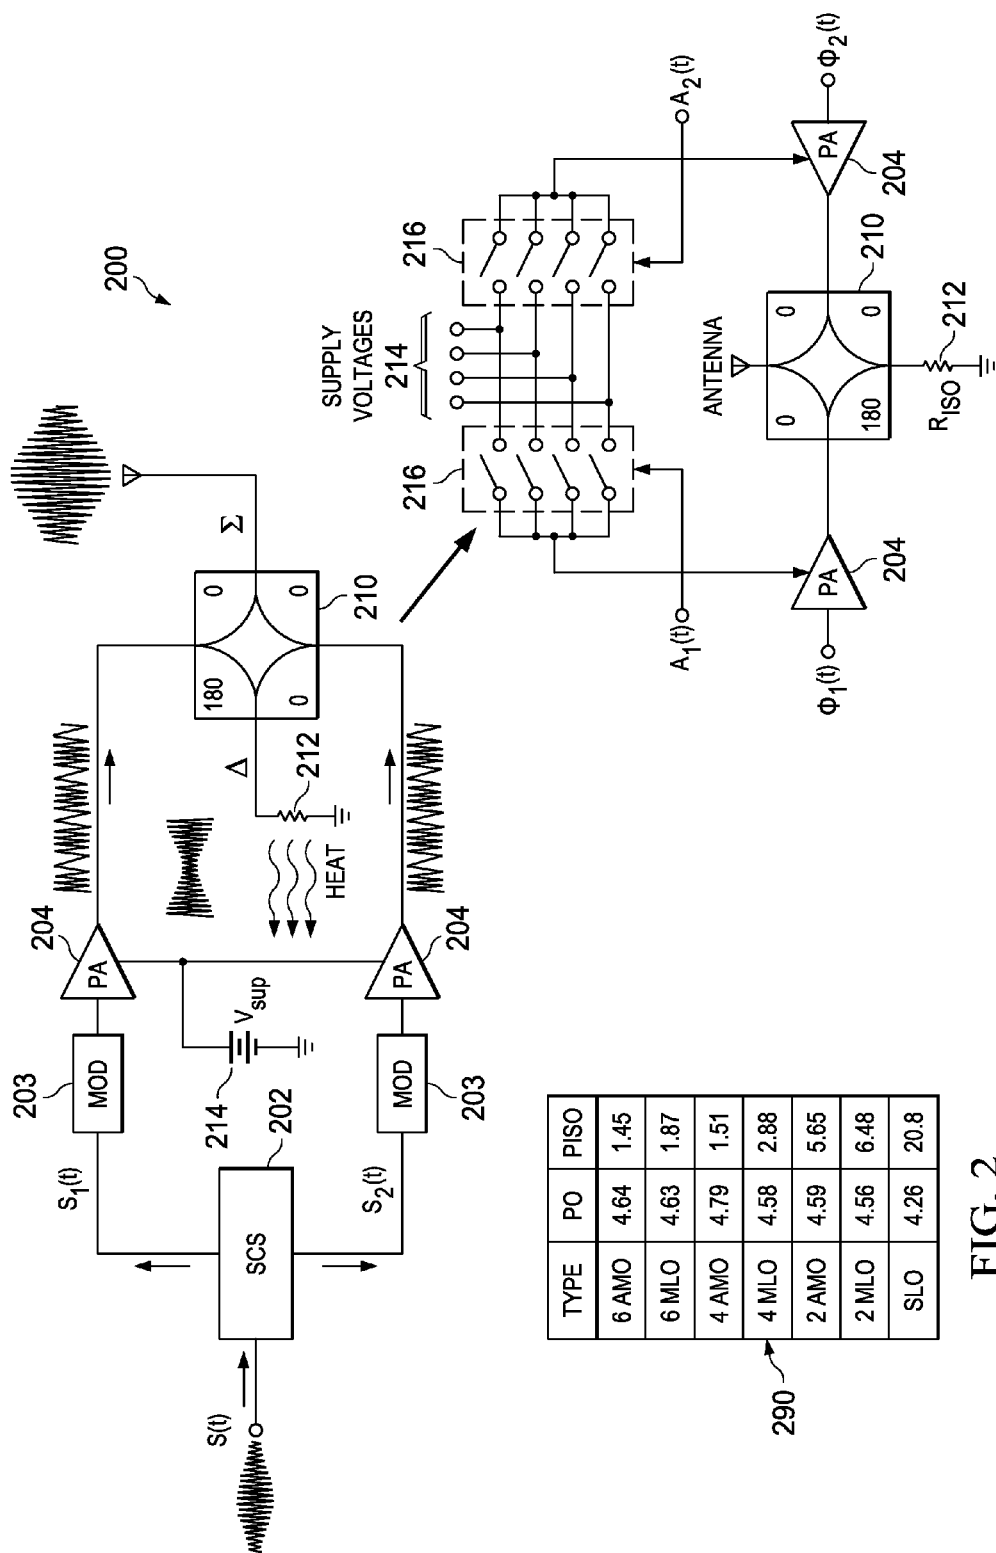 200
S(t)
SCS
202
S1(t)
S2(t)
MOD
203
MOD
203
PA
204
PA
204
214
Vsup
HEAT
212
Δ
Σ
180
0
0
0
210
SUPPLY
VOLTAGES
214
216
216
A1(t)
A2(t)
Φ1(t)
PA
204
ANTENNA
0
0
180
0
210
RISO
212
PA
204
Φ2(t)
290
TYPE PO PISO
6 AMO 4.64 1.45
6 MLO 4.63 1.87
4 AMO 4.79 1.51
4 MLO 4.58 2.88
2 AMO 4.59 5.65
2 MLO 4.56 6.48
SLO 4.26 20.8
FIG. 2